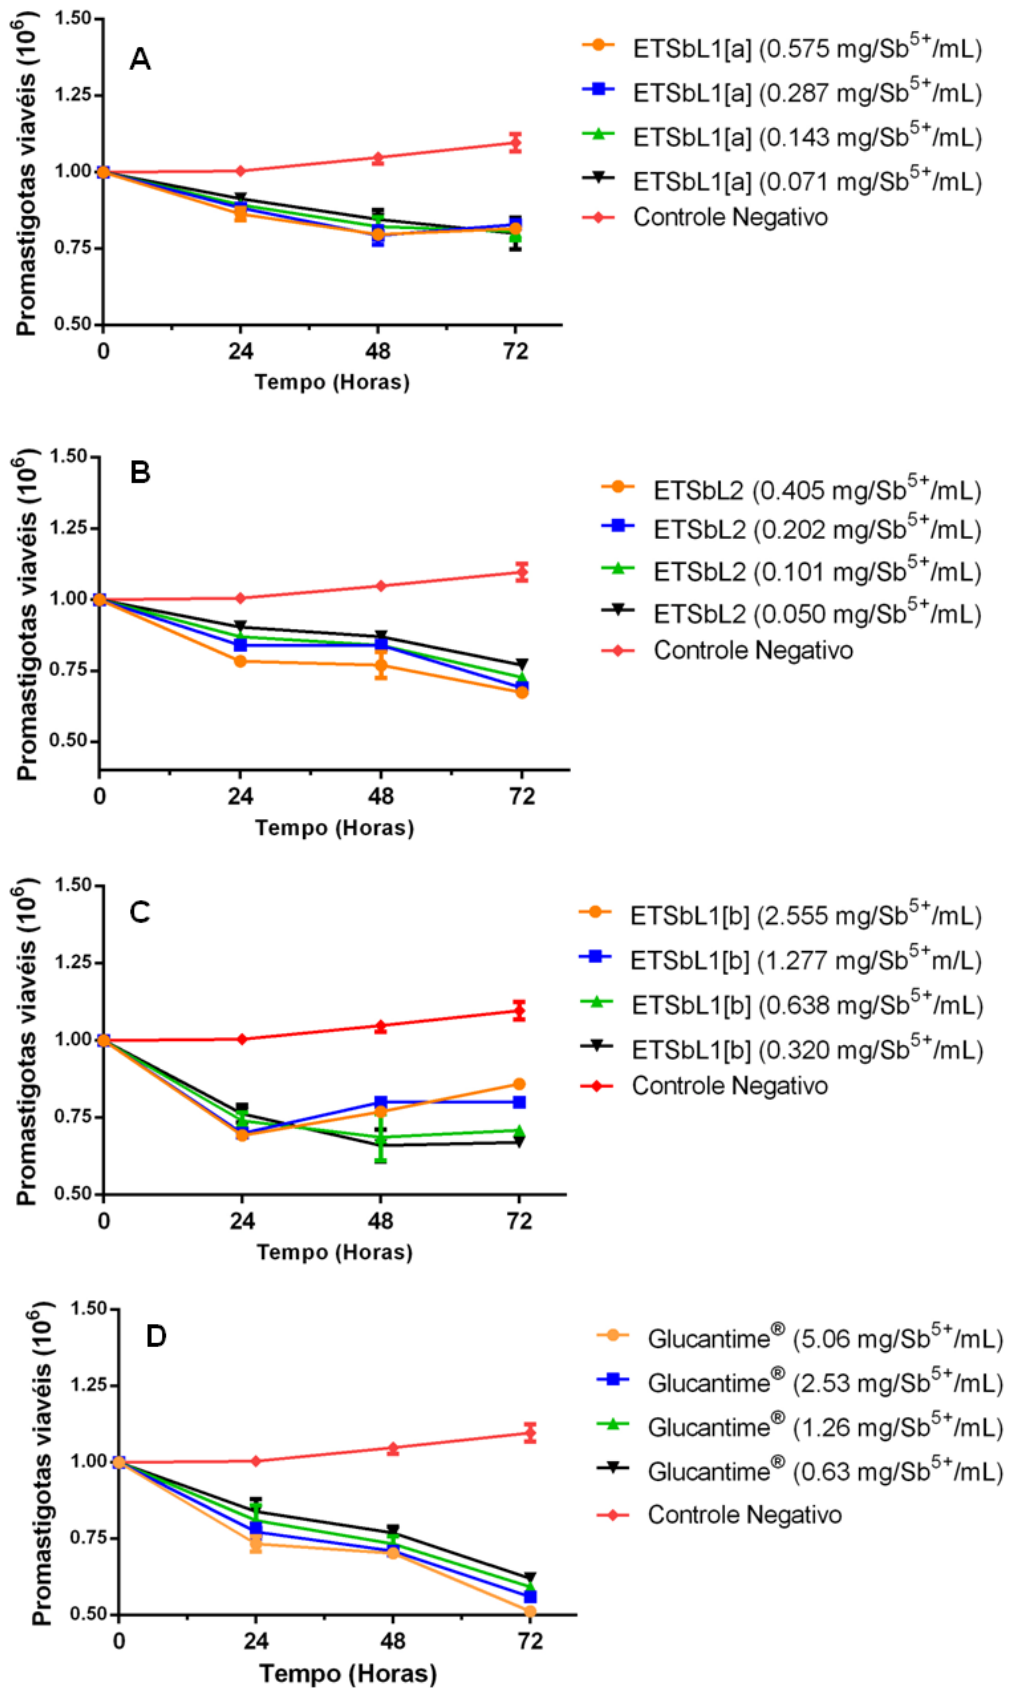 A
Promastigotas viavéis (10⁶)
1.50
1.25
1.00
0.75
0.50
0 24 48 72
Tempo (Horas)
ETSbL1[a] (0.575 mg/Sb⁵⁺/mL)
ETSbL1[a] (0.287 mg/Sb⁵⁺/mL)
ETSbL1[a] (0.143 mg/Sb⁵⁺/mL)
ETSbL1[a] (0.071 mg/Sb⁵⁺/mL)
Controle Negativo
B
Promastigotas viavéis (10⁶)
1.50
1.25
1.00
0.75
0.50
0 24 48 72
Tempo (Horas)
ETSbL2 (0.405 mg/Sb⁵⁺/mL)
ETSbL2 (0.202 mg/Sb⁵⁺/mL)
ETSbL2 (0.101 mg/Sb⁵⁺/mL)
ETSbL2 (0.050 mg/Sb⁵⁺/mL)
Controle Negativo
C
Promastigotas viavéis (10⁶)
1.50
1.25
1.00
0.75
0.50
0 24 48 72
Tempo (Horas)
ETSbL1[b] (2.555 mg/Sb⁵⁺/mL)
ETSbL1[b] (1.277 mg/Sb⁵⁺m/L)
ETSbL1[b] (0.638 mg/Sb⁵⁺/mL)
ETSbL1[b] (0.320 mg/Sb⁵⁺/mL)
Controle Negativo
D
Promastigotas viavéis (10⁶)
1.50
1.25
1.00
0.75
0.50
0 24 48 72
Tempo (Horas)
Glucantime® (5.06 mg/Sb⁵⁺/mL)
Glucantime® (2.53 mg/Sb⁵⁺/mL)
Glucantime® (1.26 mg/Sb⁵⁺/mL)
Glucantime® (0.63 mg/Sb⁵⁺/mL)
Controle Negativo